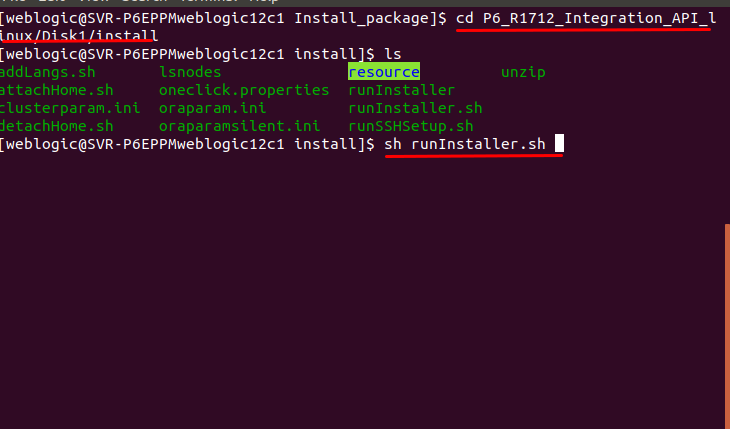 [weblogic@SVR-P6EPPMweblogic12c1 Install_package]$ cd P6_R1712_Integration_API_l
inux/Disk1/install
[weblogic@SVR-P6EPPMweblogic12c1 install]$ ls
addLangs.sh lsnodes resource unzip
attachHome.sh oneclick.properties runInstaller
clusterparam.ini oraparam.ini runInstaller.sh
detachHome.sh oraparamsilent.ini runSSHSetup.sh
[weblogic@SVR-P6EPPMweblogic12c1 install]$ sh runInstaller.sh